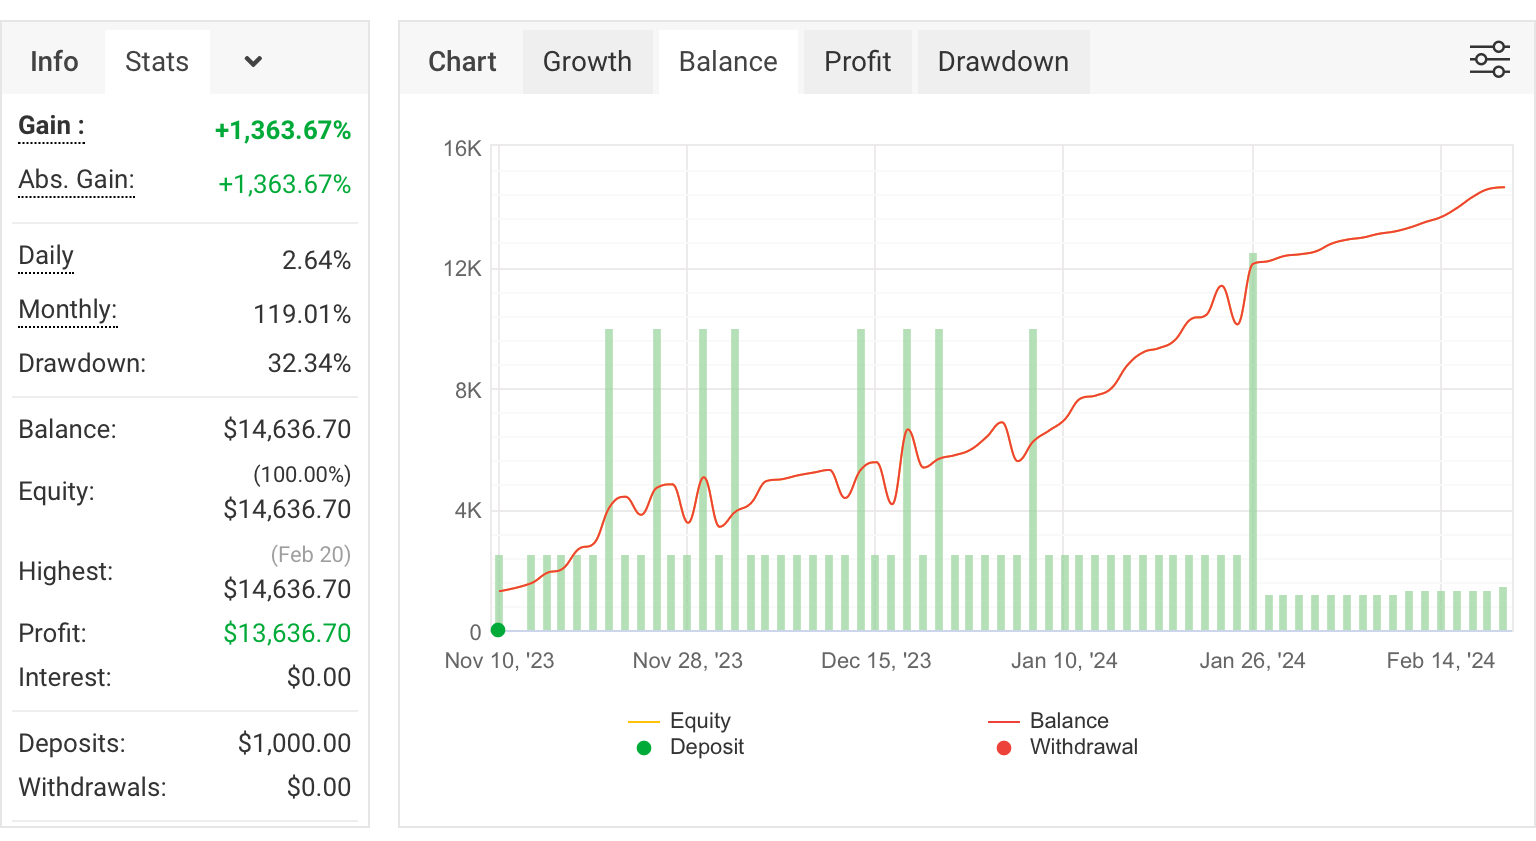 Info Stats
Gain : +1,363.67%
Abs. Gain: +1,363.67%
Daily 2.64%
Monthly: 119.01%
Drawdown: 32.34%
Balance: $14,636.70
(100.00%)
Equity: $14,636.70
(Feb 20)
Highest: $14,636.70
Profit: $13,636.70
Interest: $0.00
Deposits: $1,000.00
Withdrawals: $0.00
Chart Growth Balance Profit Drawdown
16K
12K
8K
4K
0
Nov 10, '23 Nov 28, '23 Dec 15, '23 Jan 10, '24 Jan 26, '24 Feb 14, '24
Equity Balance
Deposit Withdrawal